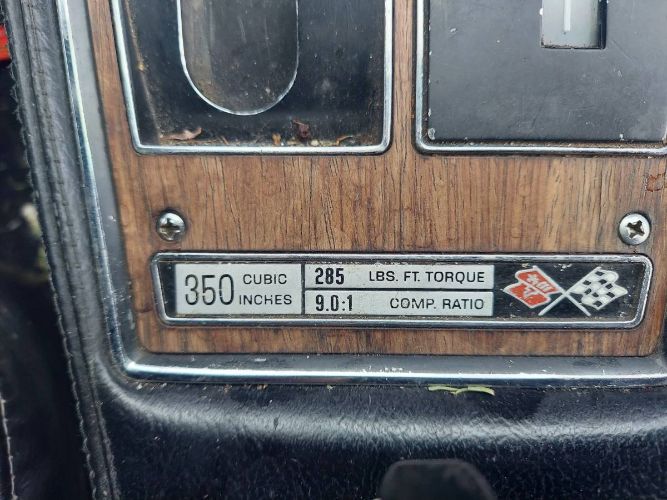 350 CUBIC INCHES
285 LBS. FT. TORQUE
9.0:1 COMP. RATIO